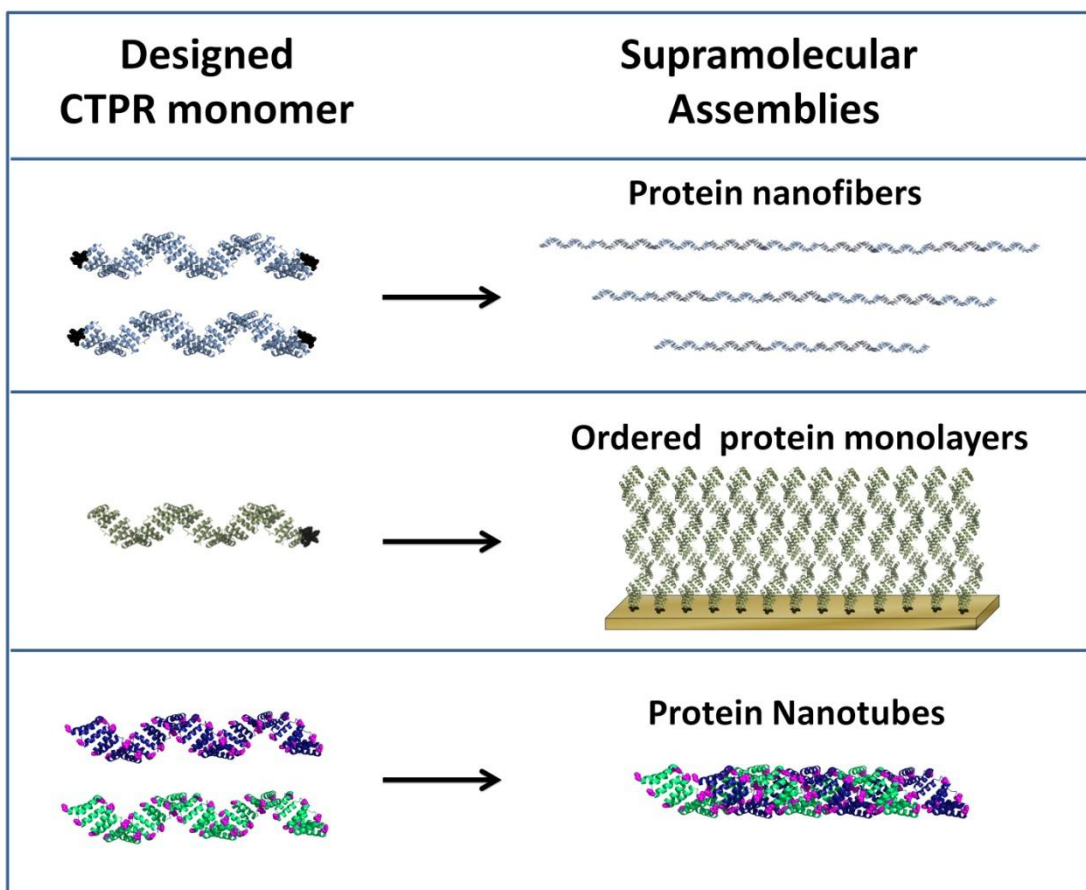 Designed
CTPR monomer
Supramolecular
Assemblies
Protein nanofibers
Ordered protein monolayers
Protein Nanotubes